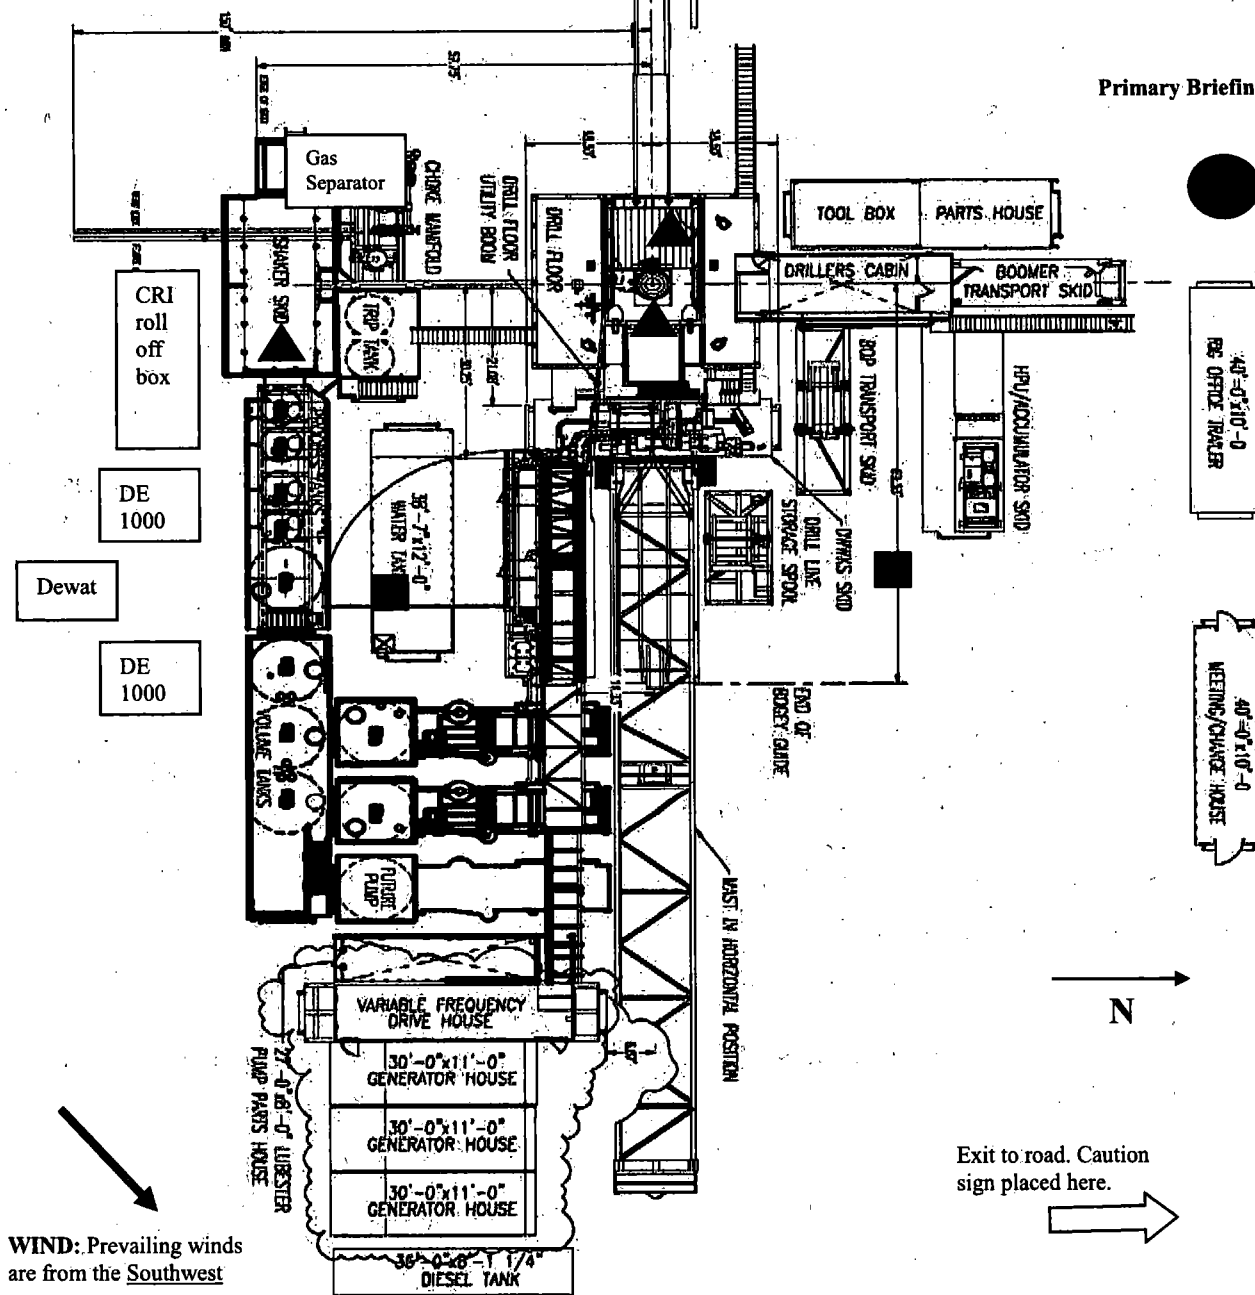 Primary Briefin
Gas
Separator
CHOKE MANIFOLD
DRILL FLOOR
UTILITY BOOM
DRILL FLOOR
TOOL BOX
PARTS HOUSE
DRILLERS CABIN
BOOMER
TRANSPORT SKID
SHAKER SKID
TRIP
TANK
CRI
roll
off
box
DE
1000
Dewat
DE
1000
WATER TANK
VOLUME TANKS
BOP TRANSPORT SKID
HPU/ACCUMULATOR SKID
40'-0"x10'-0
RIG OFFICE TRAILER
DRILL LINE
STORAGE SPOOL
DWKS SKID
END OF
BOGEY GUIDE
40'-0"x10'-0
MEETING/CHANGE HOUSE
FUTURE
PUMP
MAST IN HORIZONTAL POSITION
N
VARIABLE FREQUENCY
DRIVE HOUSE
30'-0"x11'-0"
GENERATOR HOUSE
30'-0"x11'-0"
GENERATOR HOUSE
30'-0"x11'-0"
GENERATOR HOUSE
PUMP PARTS HOUSE
DIESEL TANK
Exit to road. Caution
sign placed here.
WIND: Prevailing winds
are from the Southwest